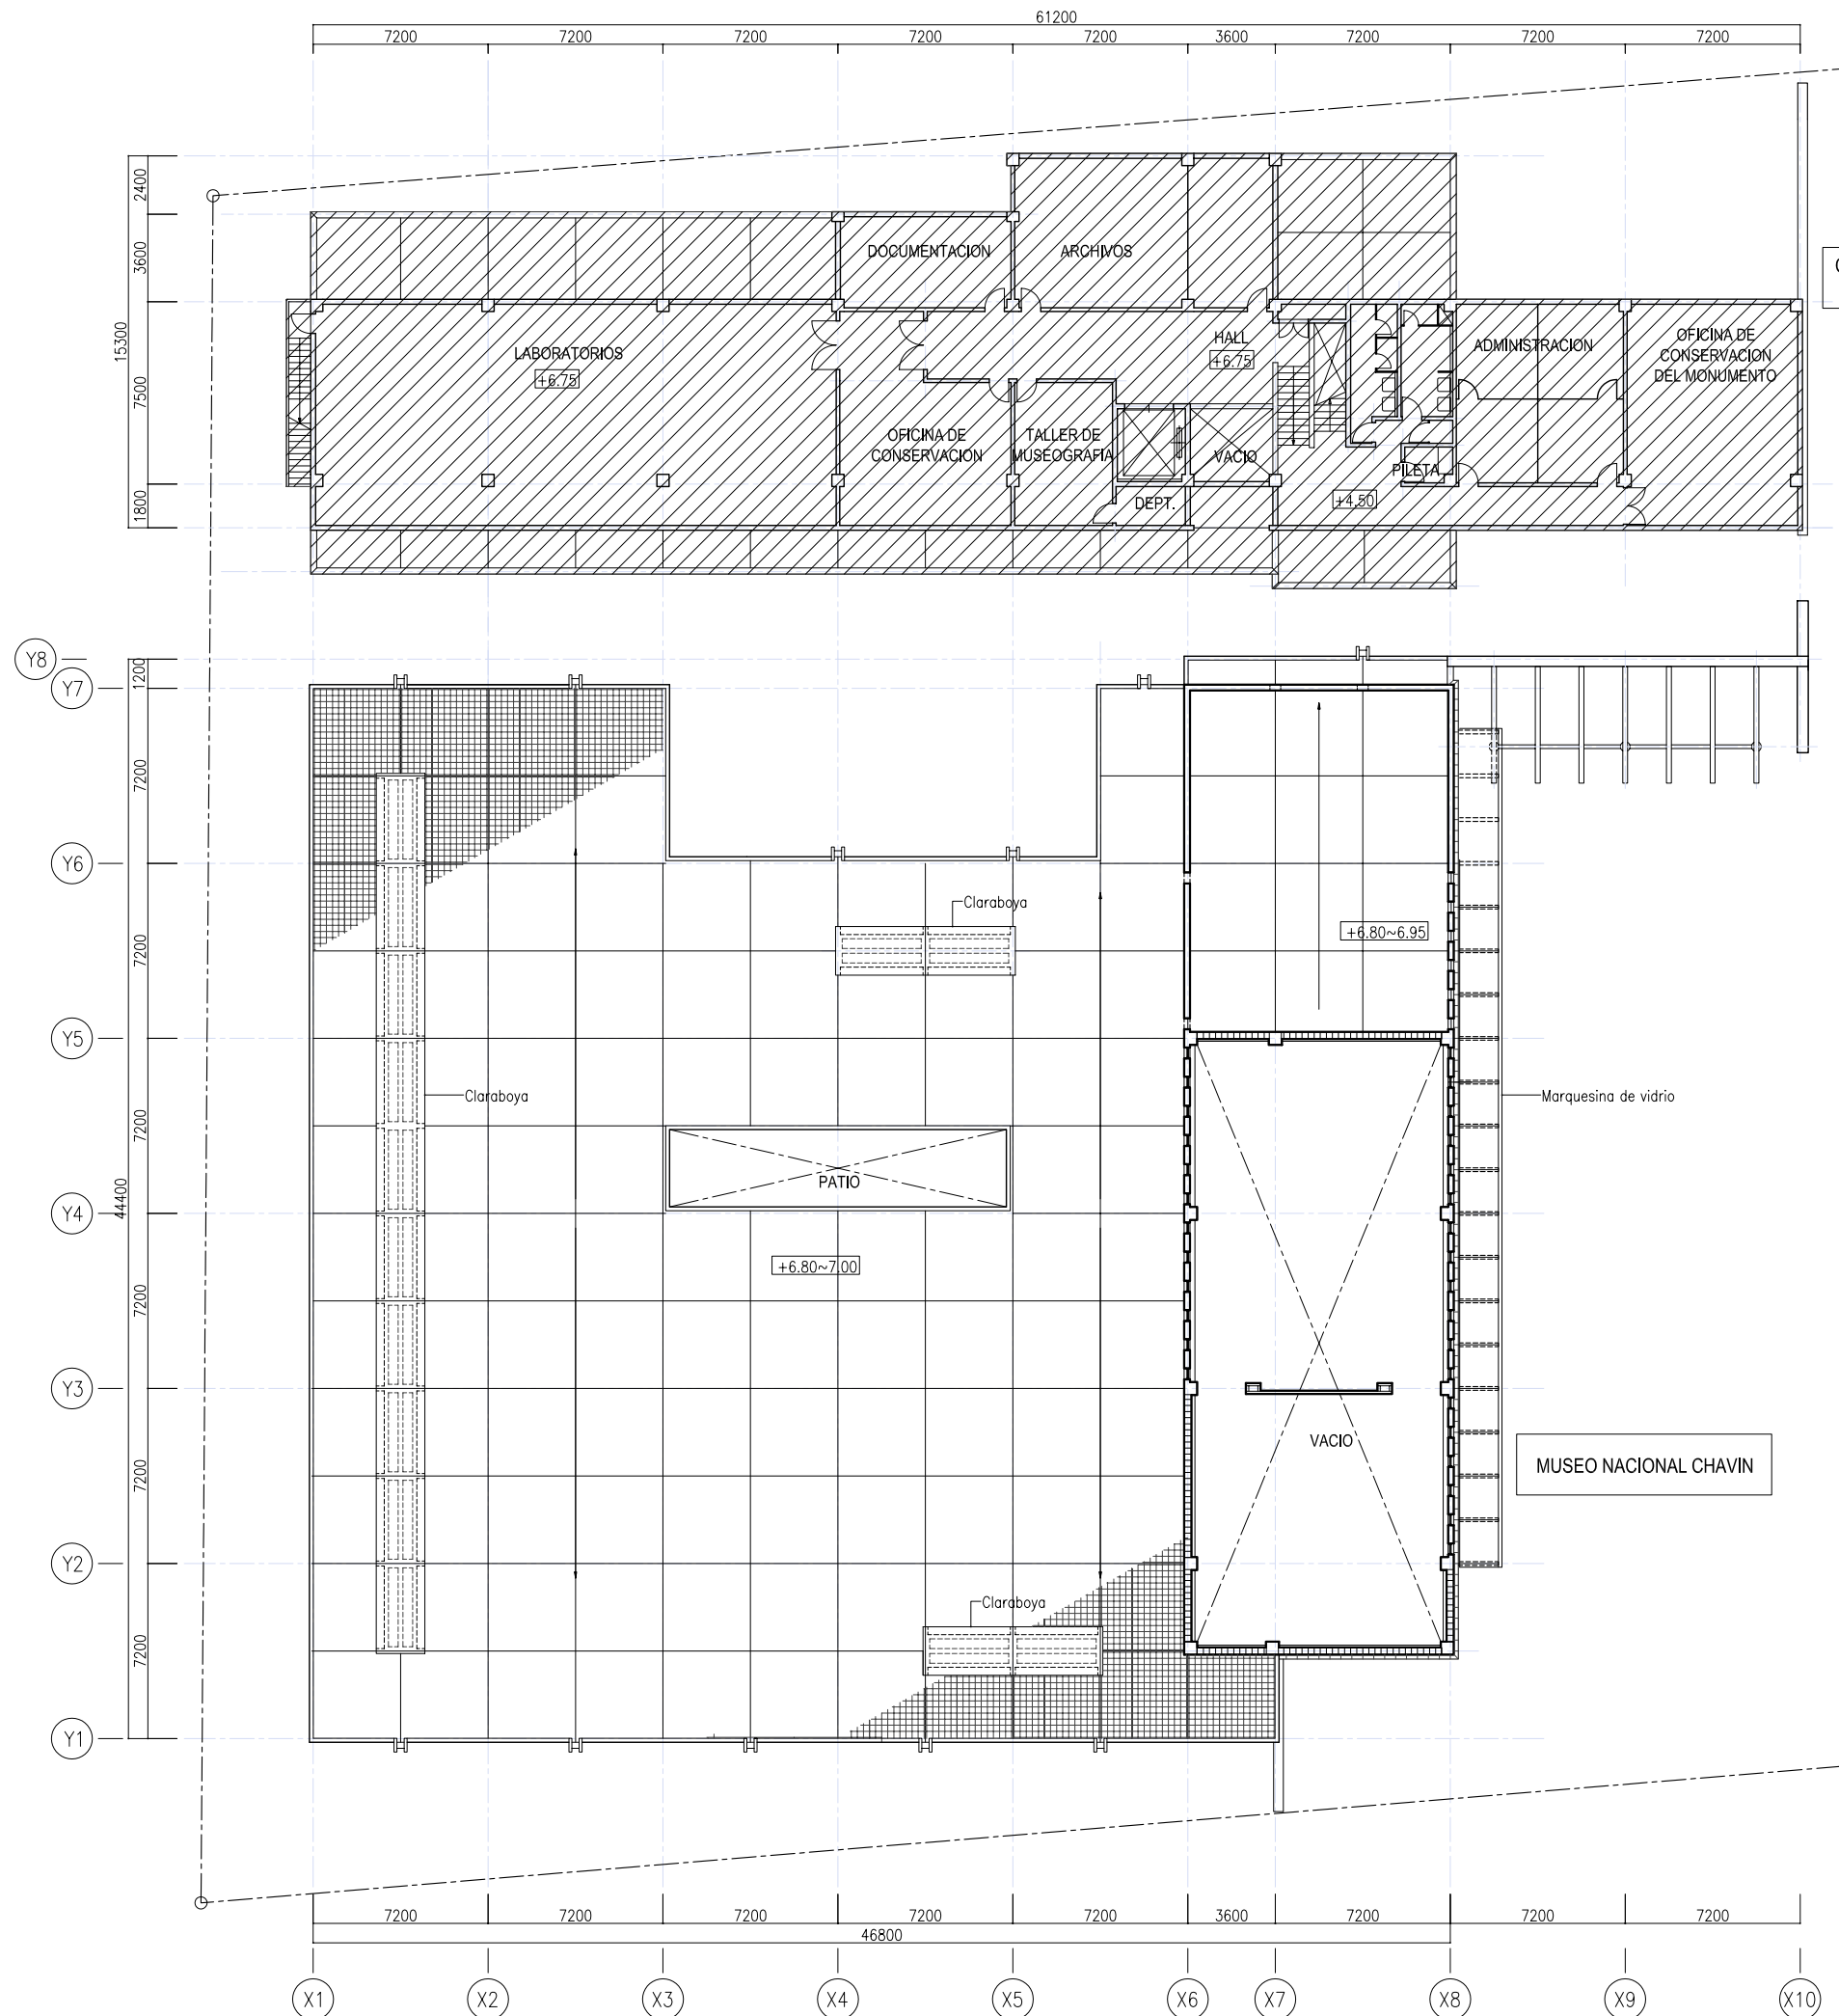 61200
7200 7200 7200 7200 7200 3600 7200 7200 7200
2400
3600
15300
7500
1800
DOCUMENTACION
ARCHIVOS
LABORATORIOS
+6.75
HALL
+6.75
ADMINISTRACION
OFICINA DE
CONSERVACION
DEL MONUMENTO
OFICINA DE
CONSERVACION
TALLER DE
MUSEOGRAFIA
VACIO
PILETA
DEPT.
+4.50
Y8
Y7
Y6
Y5
Y4
Y3
Y2
Y1
1200
7200
7200
7200
44400
7200
7200
7200
Claraboya
+6.80~6.95
Claraboya
Marquesina de vidrio
PATIO
+6.80~7.00
VACIO
MUSEO NACIONAL CHAVIN
Claraboya
7200 7200 7200 7200 7200 3600 7200 7200 7200
46800
X1 X2 X3 X4 X5 X6 X7 X8 X9 X10